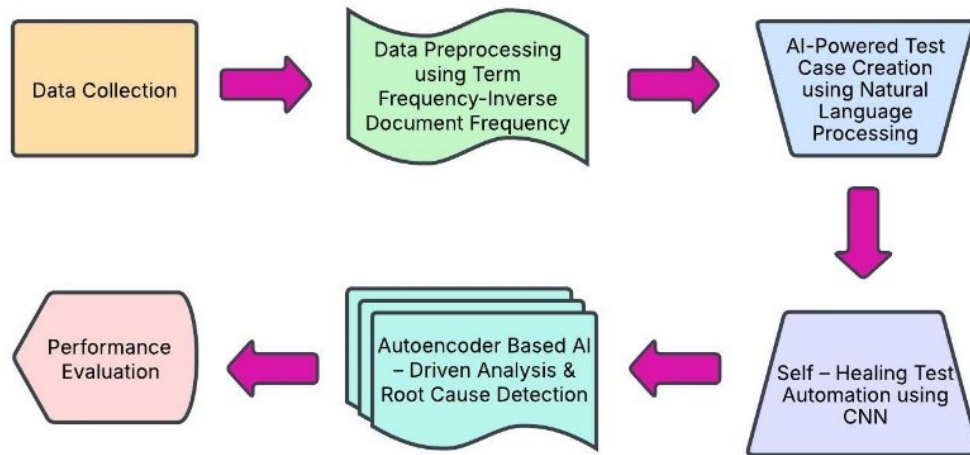 Data Collection
Data Preprocessing
using Term
Frequency-Inverse
Document Frequency
AI-Powered Test
Case Creation
using Natural
Language
Processing
Self – Healing Test
Automation using
CNN
Autoencoder Based AI
– Driven Analysis &
Root Cause Detection
Performance
Evaluation